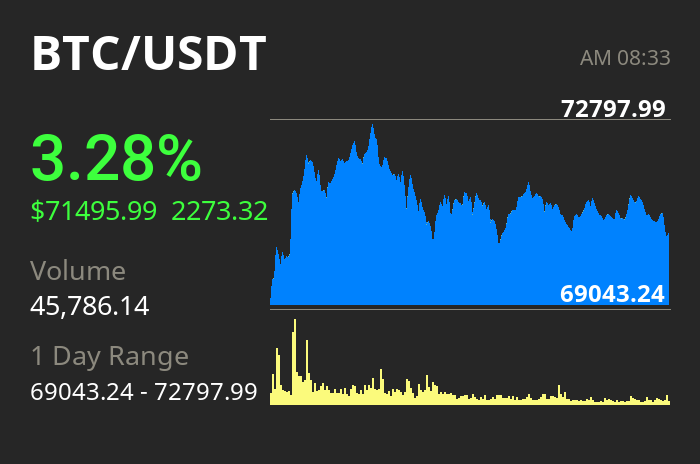 BTC/USDT
AM 08:33
72797.99
3.28%
$71495.99 2273.32
Volume
45,786.14
69043.24
1 Day Range
69043.24 - 72797.99